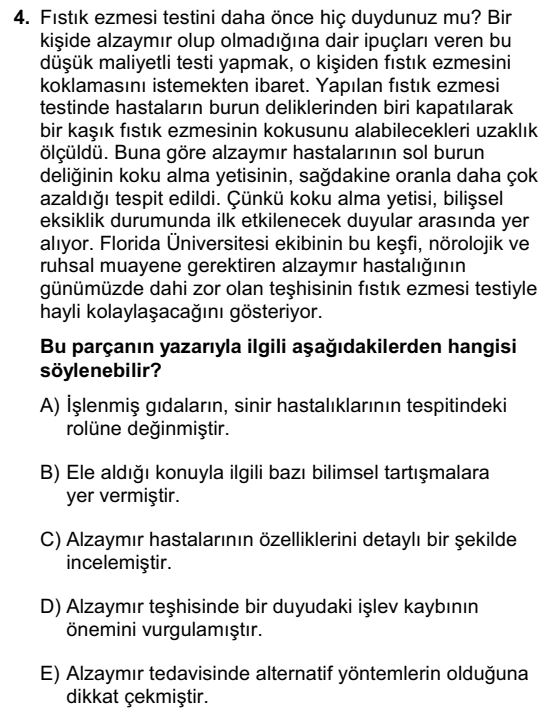 4. Fıstık ezmesi testini daha önce hiç duydunuz mu? Bir
kişide alzaymır olup olmadığına dair ipuçları veren bu
düşük maliyetli testi yapmak, o kişiden fıstık ezmesini
koklamasını istemekten ibaret. Yapılan fıstık ezmesi
testinde hastaların burun deliklerinden biri kapatılarak
bir kaşık fıstık ezmesinin kokusunu alabilecekleri uzaklık
ölçüldü. Buna göre alzaymır hastalarının sol burun
deliğinin koku alma yetisinin, sağdakine oranla daha çok
azaldığı tespit edildi. Çünkü koku alma yetisi, bilişsel
eksiklik durumunda ilk etkilenecek duyular arasında yer
alıyor. Florida Üniversitesi ekibinin bu keşfi, nörolojik ve
ruhsal muayene gerektiren alzaymır hastalığının
günümüzde dahi zor olan teşhisinin fıstık ezmesi testiyle
hayli kolaylaşacağını gösteriyor.
Bu parçanın yazarıyla ilgili aşağıdakilerden hangisi
söylenebilir?
A) İşlenmiş gıdaların, sinir hastalıklarının tespitindeki
rolüne değinmiştir.
B) Ele aldığı konuyla ilgili bazı bilimsel tartışmalara
yer vermiştir.
C) Alzaymır hastalarının özelliklerini detaylı bir şekilde
incelemiştir.
D) Alzaymır teşhisinde bir duyudaki işlev kaybının
önemini vurgulamıştır.
E) Alzaymır tedavisinde alternatif yöntemlerin olduğuna
dikkat çekmiştir.